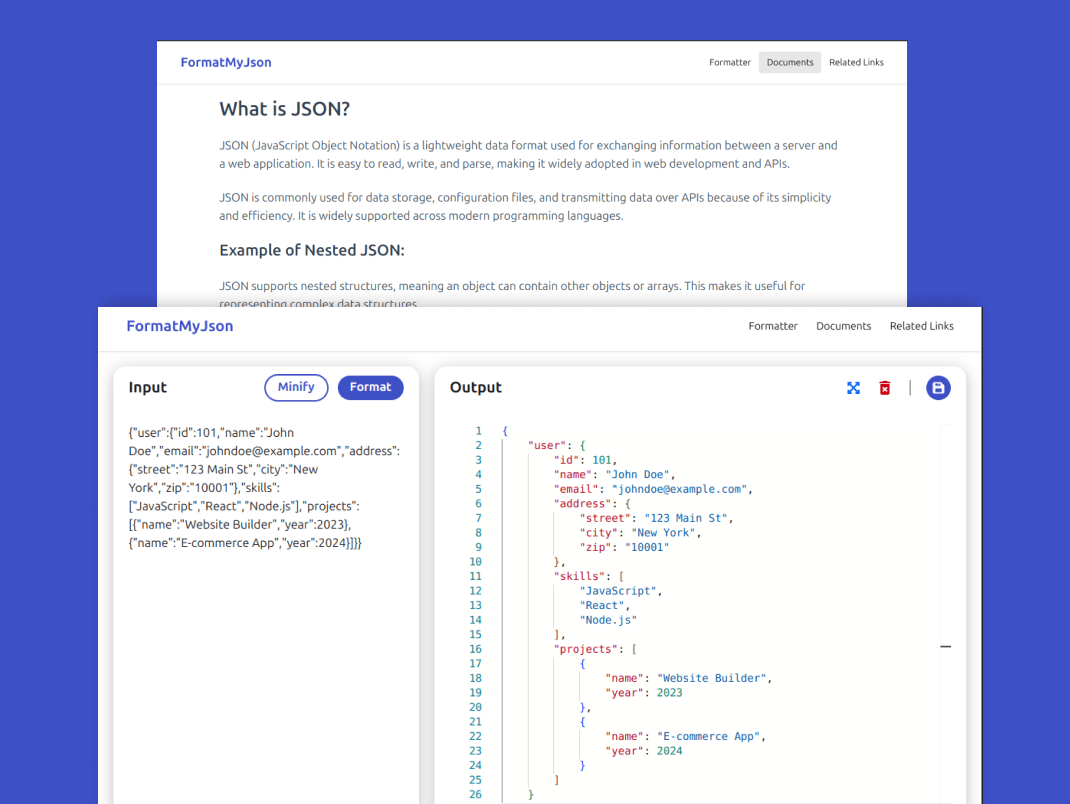 FormatMyJson
Formatter Documents Related Links
What is JSON?
JSON (JavaScript Object Notation) is a lightweight data format used for exchanging information between a server and
a web application. It is easy to read, write, and parse, making it widely adopted in web development and APIs.
JSON is commonly used for data storage, configuration files, and transmitting data over APIs because of its simplicity
and efficiency. It is widely supported across modern programming languages.
Example of Nested JSON:
JSON supports nested structures, meaning an object can contain other objects or arrays. This makes it useful for
representing complex data structures.
FormatMyJson
Formatter Documents Related Links
Input
Minify
Format
{"user":{"id":101,"name":"John
Doe","email":"johndoe@example.com","address":
{"street":"123 Main St","city":"New
York","zip":"10001"},"skills":
["JavaScript","React","Node.js"],"projects":
[{"name":"Website Builder","year":2023},
{"name":"E-commerce App","year":2024}]}}
Output
1 {
2 "user": {
3 "id": 101,
4 "name": "John Doe",
5 "email": "johndoe@example.com",
6 "address": {
7 "street": "123 Main St",
8 "city": "New York",
9 "zip": "10001"
10 },
11 "skills": [
12 "JavaScript",
13 "React",
14 "Node.js"
15 ],
16 "projects": [
17 {
18 "name": "Website Builder",
19 "year": 2023
20 },
21 {
22 "name": "E-commerce App",
23 "year": 2024
24 }
25 ]
26 }